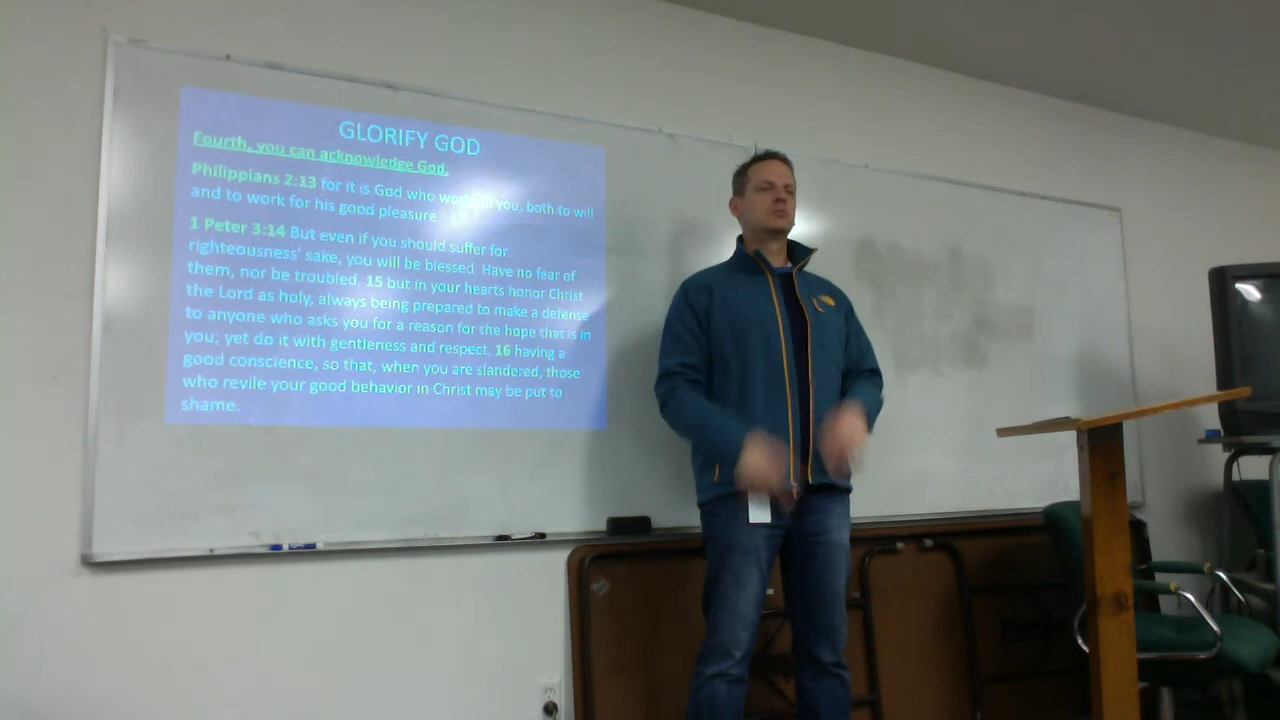 GLORIFY GOD
Fourth, you can acknowledge God.
Philippians 2:13 for it is God who works in you, both to will
and to work for his good pleasure
1 Peter 3:14 But even if you should suffer for
righteousness' sake, you will be blessed. Have no fear of
them, nor be troubled, 15 but in your hearts honor Christ
the Lord as holy, always being prepared to make a defense
to anyone who asks you for a reason for the hope that is in
you; yet do it with gentleness and respect, 16 having a
good conscience, so that, when you are slandered, those
who revile your good behavior in Christ may be put to
shame.